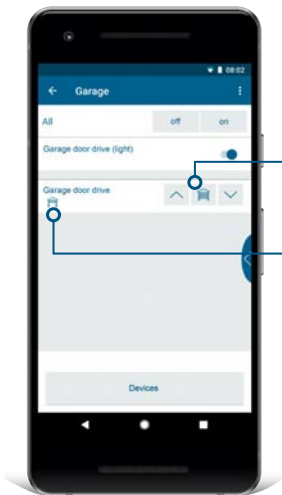 08:02
Garage
All
off
on
Garage door drive (light)
Garage door drive
Devices